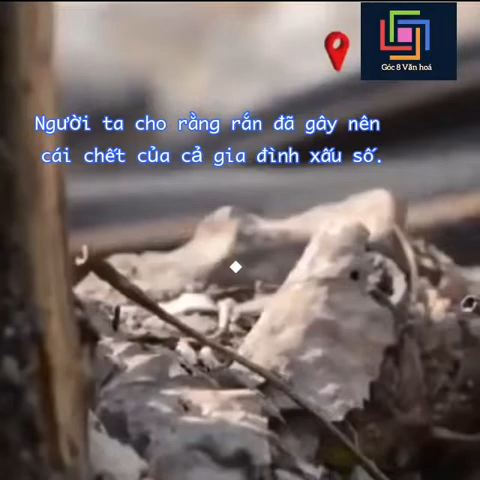 Góc 8 Văn hoá
Người ta cho rằng rắn đã gây nên
cái chết của cả gia đình xấu số.